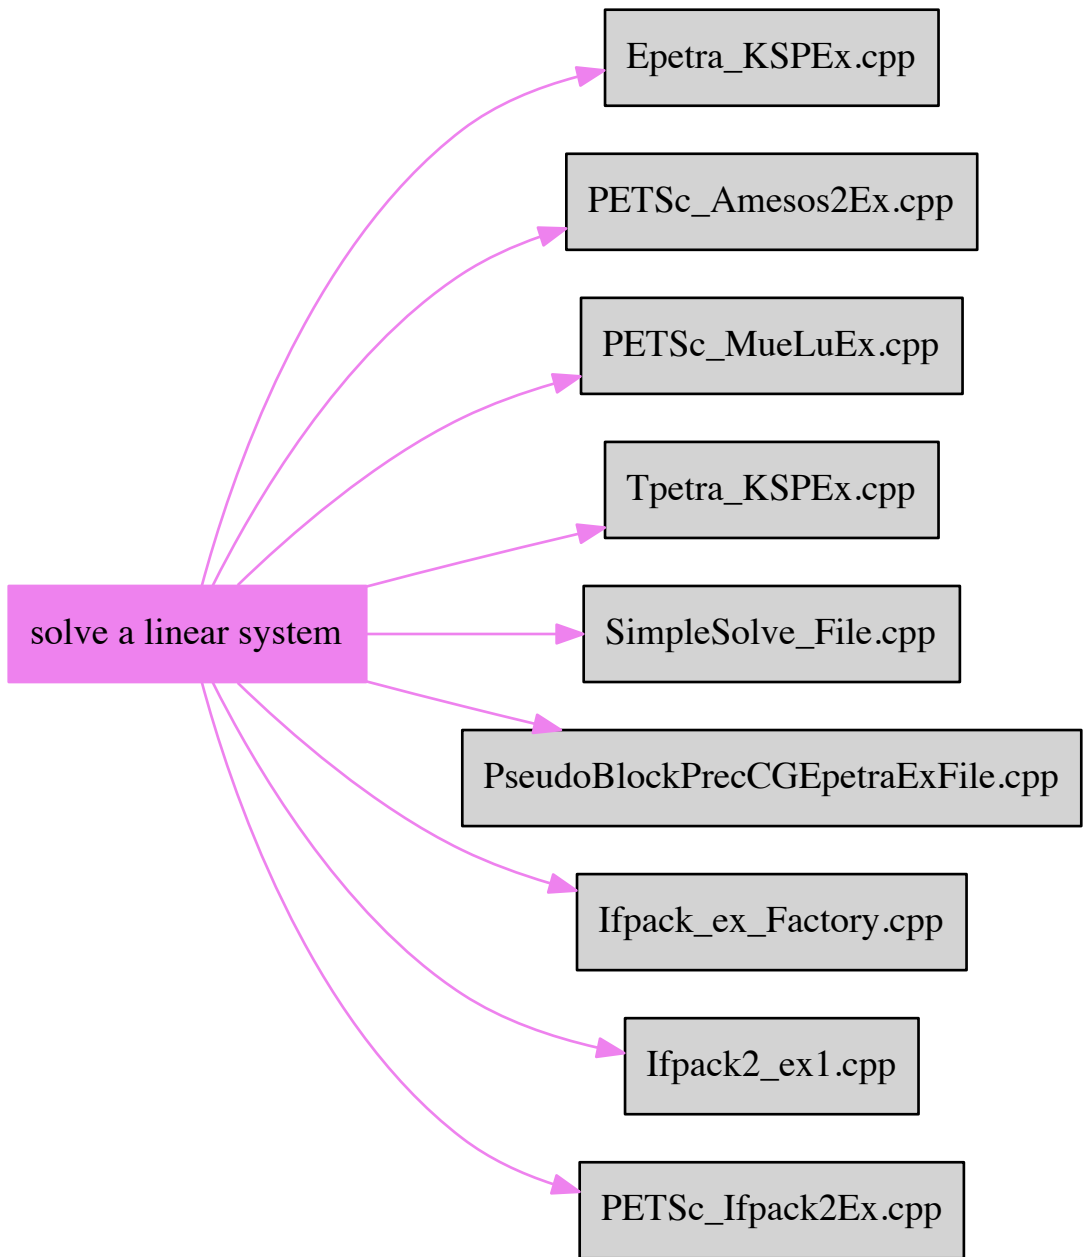 Epetra_KSPEx.cpp
PETSc_Amesos2Ex.cpp
PETSc_MueLuEx.cpp
Tpetra_KSPEx.cpp
solve a linear system
SimpleSolve_File.cpp
PseudoBlockPrecCGEpetraExFile.cpp
Ifpack_ex_Factory.cpp
Ifpack2_ex1.cpp
PETSc_Ifpack2Ex.cpp